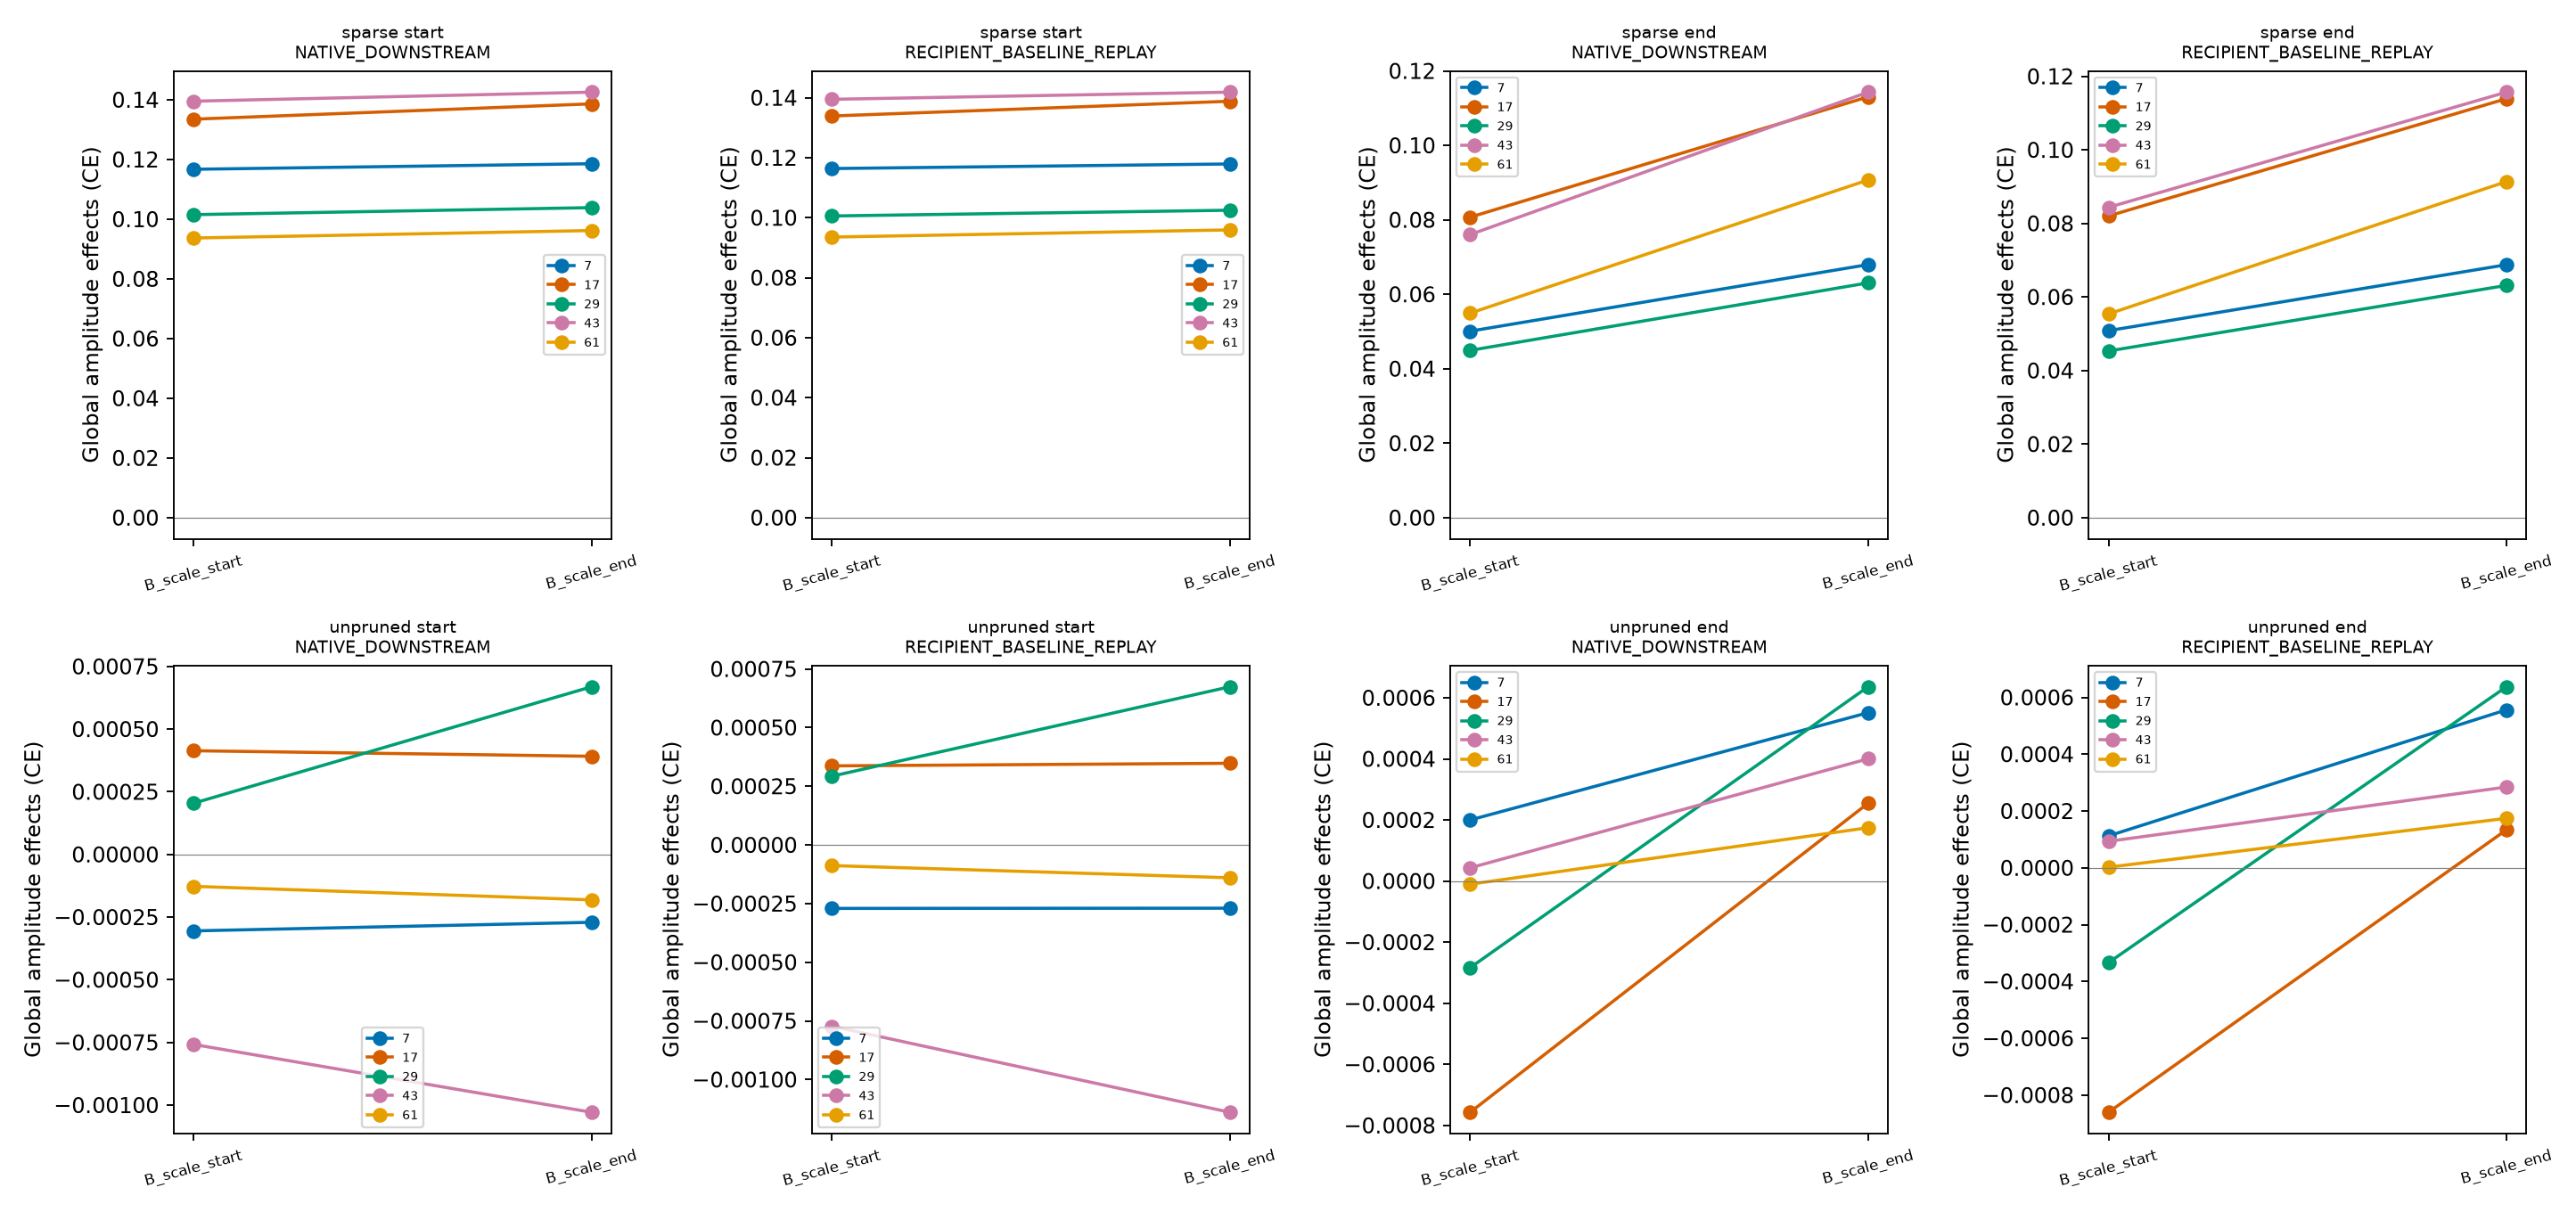 sparse start
NATIVE_DOWNSTREAM
Global amplitude effects (CE)
0.14
0.12
0.10
0.08
0.06
0.04
0.02
0.00
7
17
29
43
61
B_scale_start
B_scale_end
sparse start
RECIPIENT_BASELINE_REPLAY
Global amplitude effects (CE)
0.14
0.12
0.10
0.08
0.06
0.04
0.02
0.00
7
17
29
43
61
B_scale_start
B_scale_end
sparse end
NATIVE_DOWNSTREAM
Global amplitude effects (CE)
0.12
0.10
0.08
0.06
0.04
0.02
0.00
7
17
29
43
61
B_scale_start
B_scale_end
sparse end
RECIPIENT_BASELINE_REPLAY
Global amplitude effects (CE)
0.12
0.10
0.08
0.06
0.04
0.02
0.00
7
17
29
43
61
B_scale_start
B_scale_end
unpruned start
NATIVE_DOWNSTREAM
Global amplitude effects (CE)
0.00075
0.00050
0.00025
0.00000
−0.00025
−0.00050
−0.00075
−0.00100
7
17
29
43
61
B_scale_start
B_scale_end
unpruned start
RECIPIENT_BASELINE_REPLAY
Global amplitude effects (CE)
0.00075
0.00050
0.00025
0.00000
−0.00025
−0.00050
−0.00075
−0.00100
7
17
29
43
61
B_scale_start
B_scale_end
unpruned end
NATIVE_DOWNSTREAM
Global amplitude effects (CE)
0.0006
0.0004
0.0002
0.0000
−0.0002
−0.0004
−0.0006
−0.0008
7
17
29
43
61
B_scale_start
B_scale_end
unpruned end
RECIPIENT_BASELINE_REPLAY
Global amplitude effects (CE)
0.0006
0.0004
0.0002
0.0000
−0.0002
−0.0004
−0.0006
−0.0008
7
17
29
43
61
B_scale_start
B_scale_end